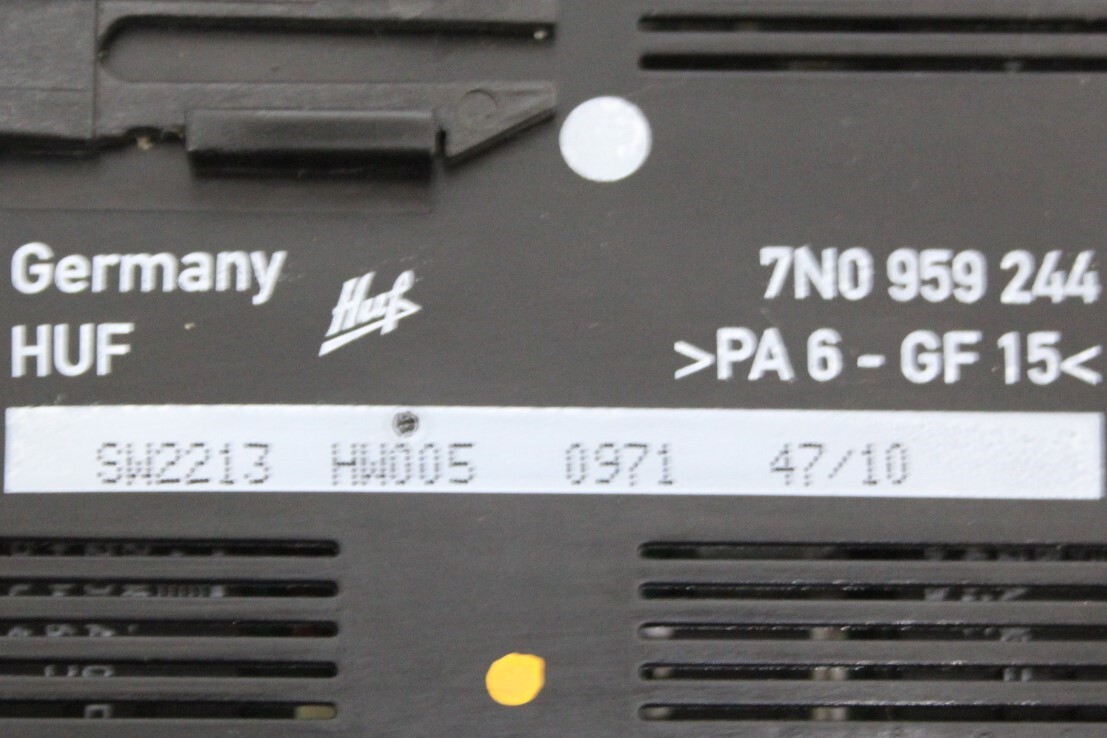 Germany
HUF
Huf
7N0 959 244
>PA 6 - GF 15<
SW2213 HW005 0971 47/10